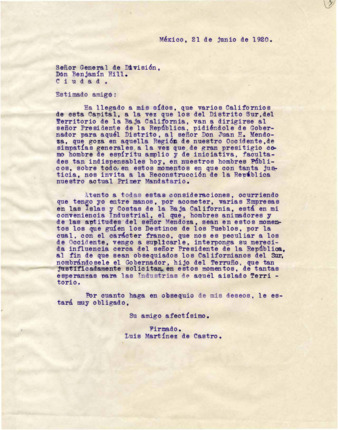 México, 21 de junio de 1920.
Señor General de División,
Don Benjamín Hill.
C i u d a d .
Estimado amigo:
Ha llegado a mis oídos, que varios Californios
de esta Capital, a la vez que los del Distrito Sur, del
Territorio de la Baja California, van a dirigirse al
señor Presidente de la República, pidiéndole de Gober-
nador para aquél Distrito, al señor Don Juan E. Mendo-
sa, que goza en aquella Región de nuestro Occidente, de
simpatías generales a la vez que de gran prestigio co
mo hombre de espíritu amplio y de iniciativa, faculta-
des tan indispensables hoy, en nuestros hombres Públi-
cos, sobre todo en estos momentos en que con tanta jus-
ticia, nos invita a la Reconstrucción de la República
nuestro actual Primer Mandatario.
Atento a todas estas consideraciones, ocurriendo
que tengo yo entre manos, por acometer, varias Empresas
en las Islas y Costas de la Baja California, está en mi
conveniencia Industrial, el que, hombres animadores y
de las aptitudes del señor Mendosa, sean en estos momen-
tos los que guíen los Destinos de los Pueblos, por lo
cual, con el carácter franco, que nos es peculiar a los
de Occidente, vengo a suplicarle, interponga su mereci-
da influencia cerca del señor Presidente de la República,
al fin de que sean obsequiados los Californianos del Sur,
nombrándosele el Gobernador, hijo del Terruño, que tan
justificadamente solicitan, en estos momentos, de tantas
esperanzas para las Industrias de aquel aislado Terri-
torio.
Por cuanto haga en obsequio de mis deseos, le es-
tará muy obligado,
Su amigo afectísimo.
Firmado.
Luis Martínez de Castro.